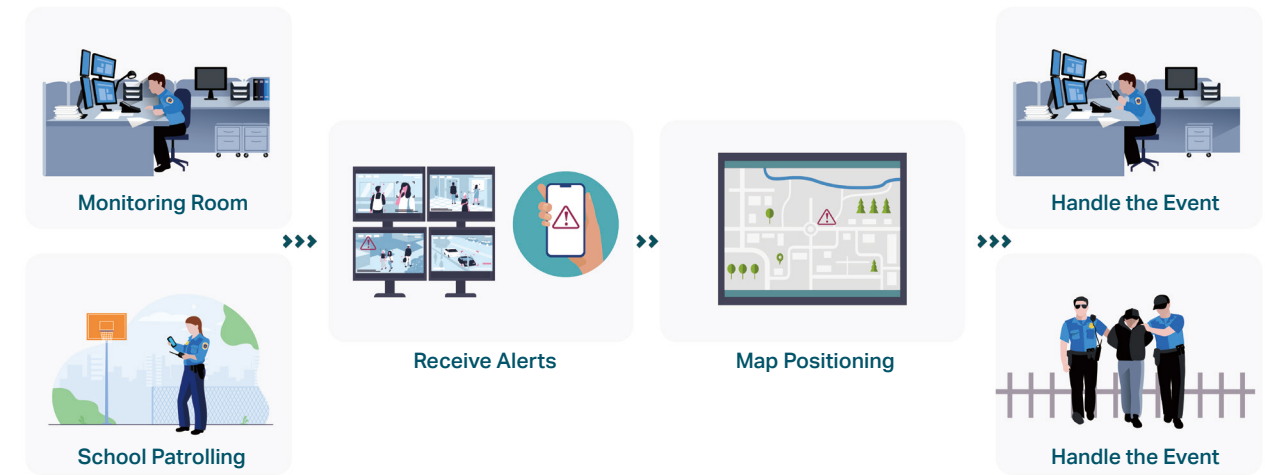 Monitoring Room
School Patrolling
Receive Alerts
Map Positioning
Handle the Event
Handle the Event